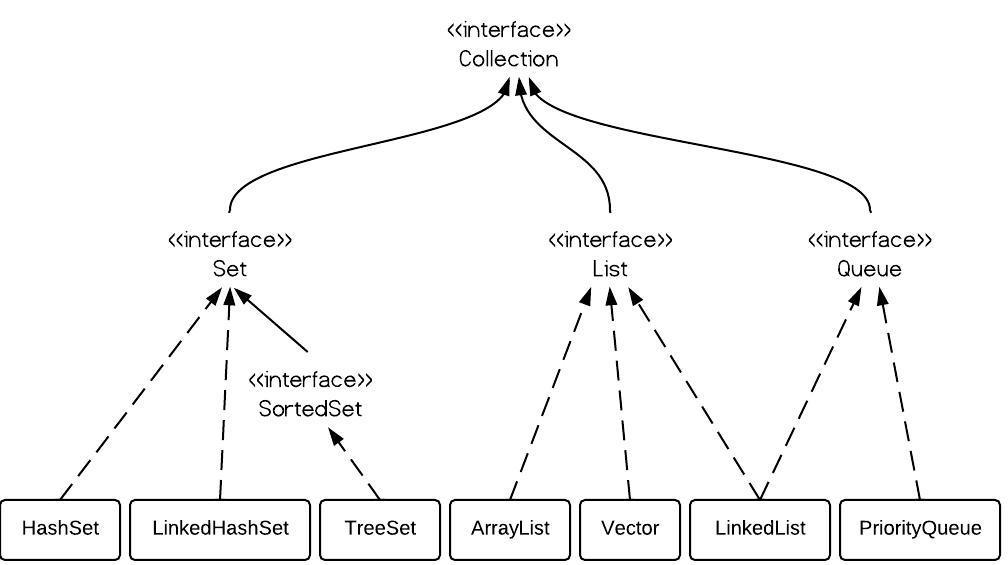 <<interface>>
Collection
<<interface>>
Set
<<interface>>
List
<<interface>>
Queue
<<interface>>
SortedSet
HashSet
LinkedHashSet
TreeSet
ArrayList
Vector
LinkedList
PriorityQueue